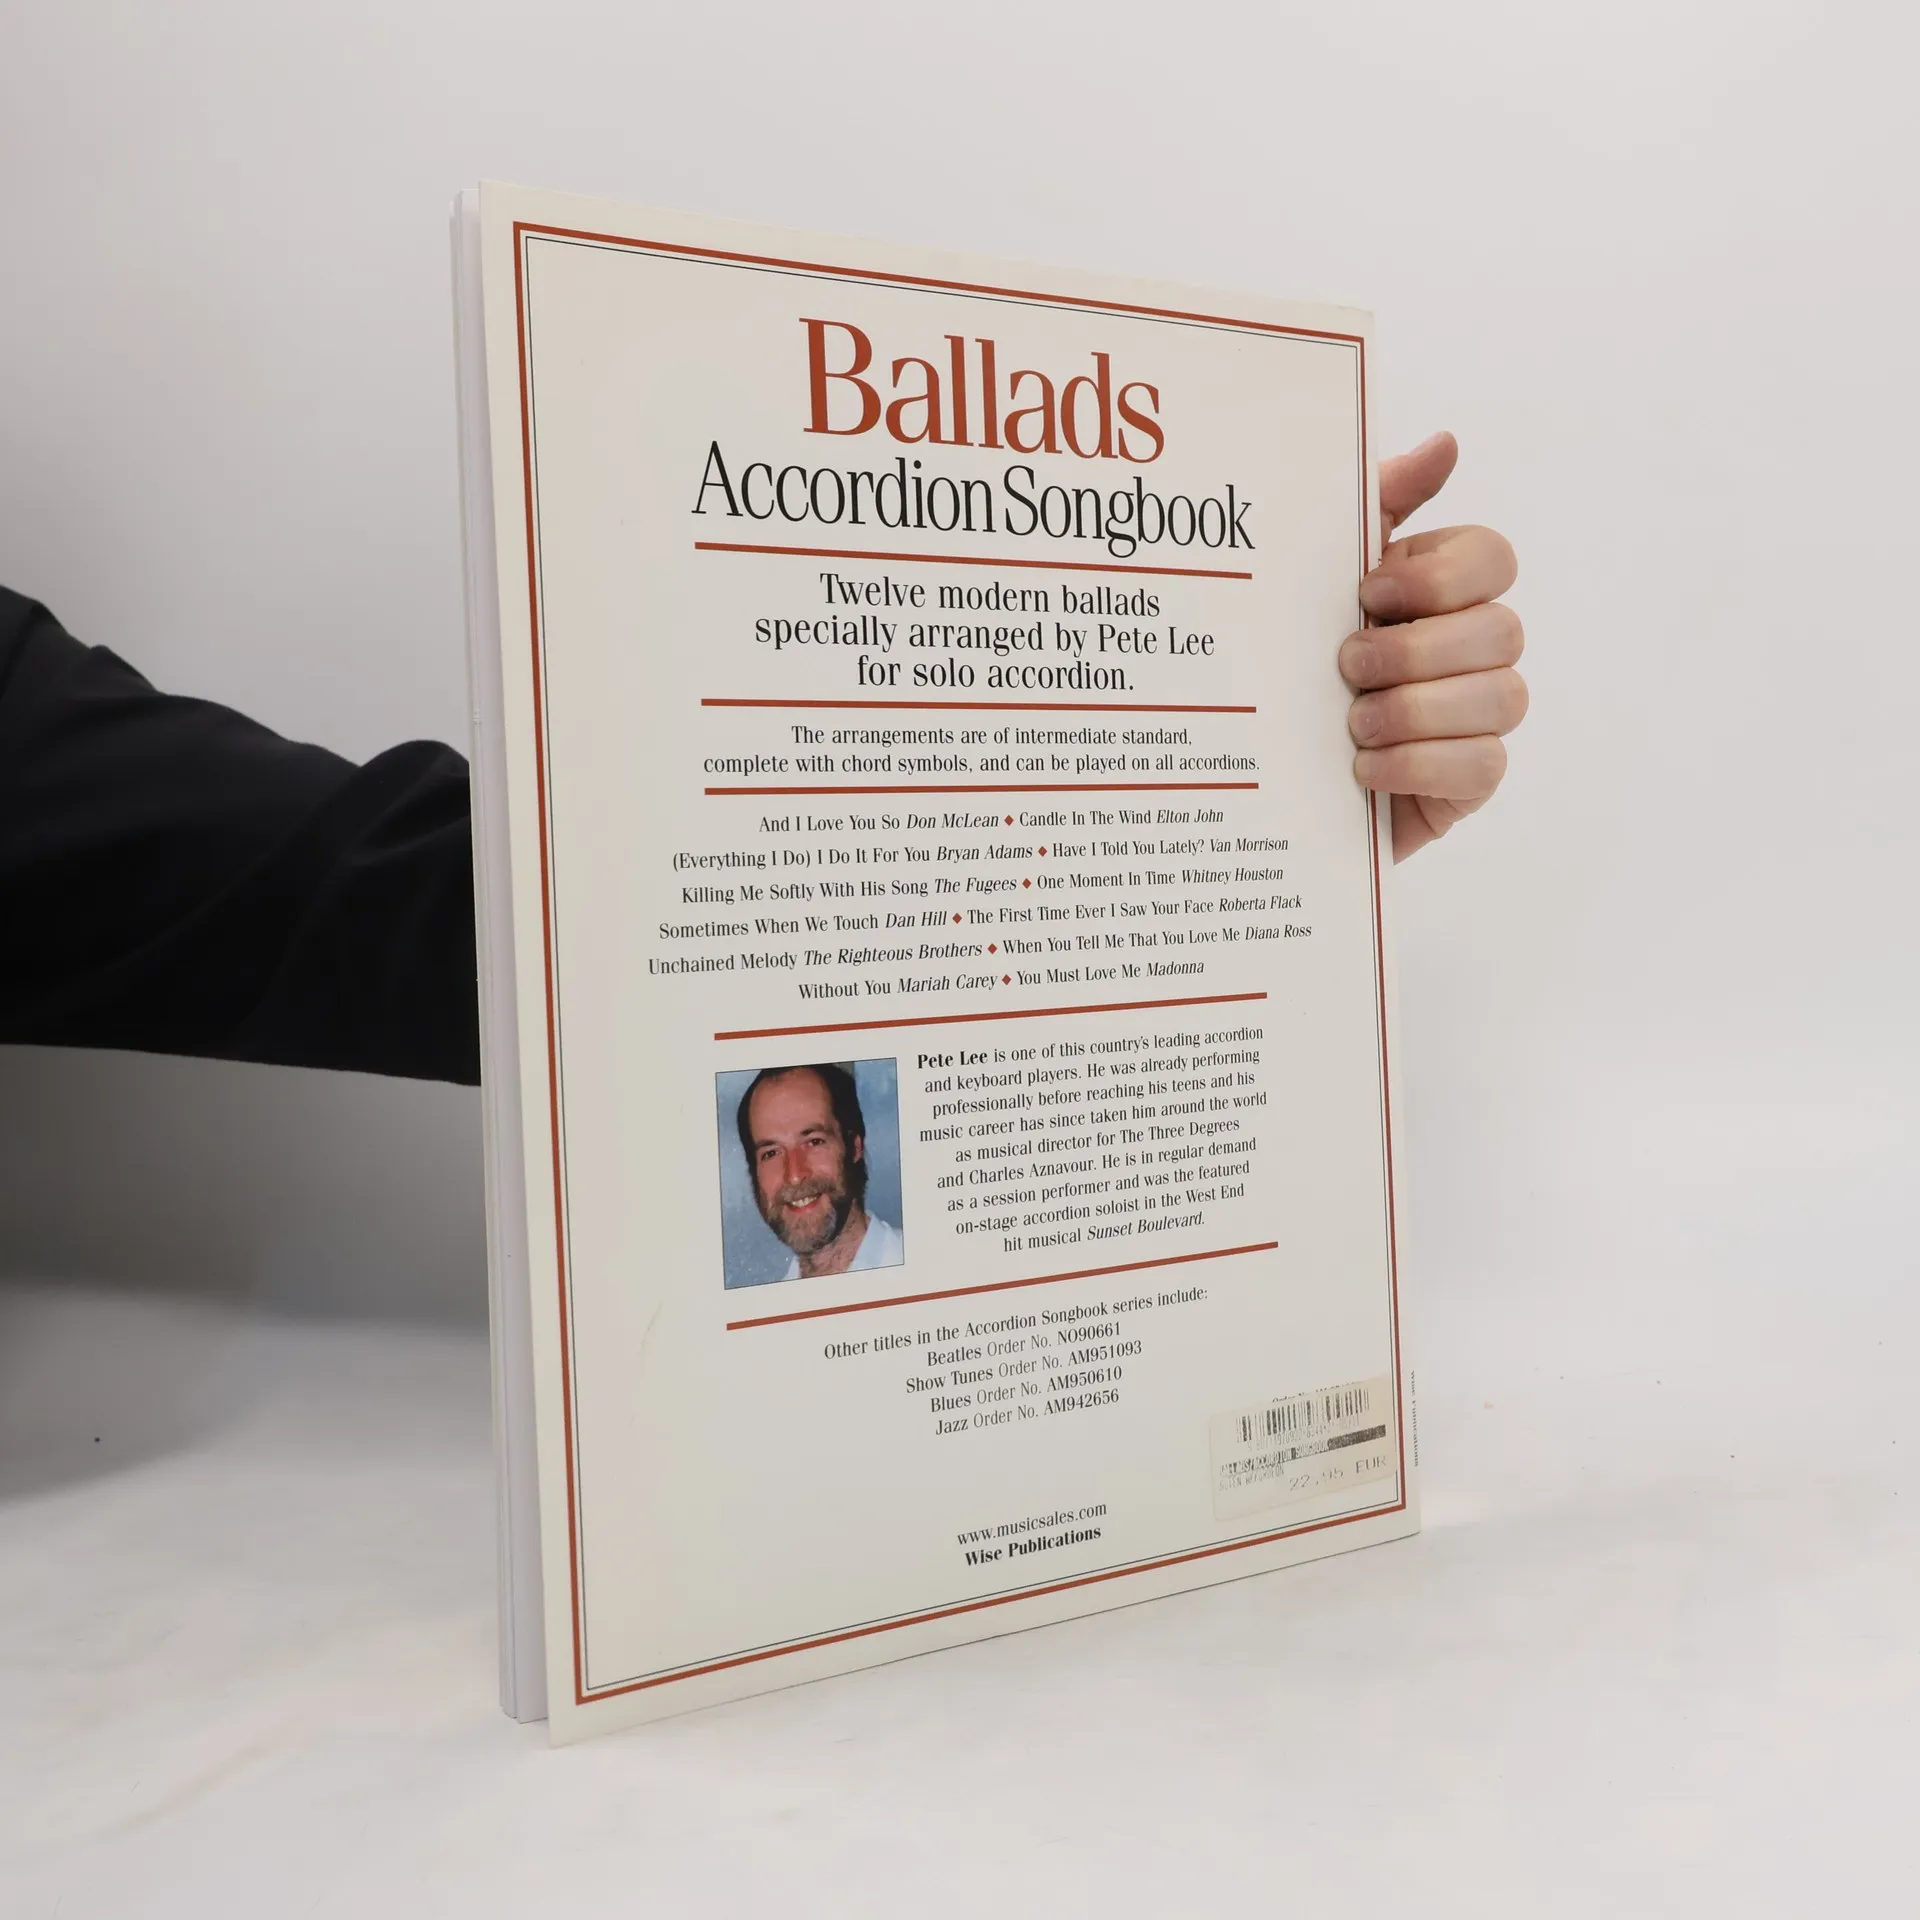 Ballads
Accordion Songbook
Twelve modern ballads
specially arranged by Pete Lee
for solo accordion.
The arrangements are of intermediate standard,
complete with chord symbols, and can be played on all accordions.
And I Love You So Don McLean ◆ Candle In The Wind Elton John
(Everything I Do) I Do It For You Bryan Adams ◆ Have I Told You Lately? Van Morrison
Killing Me Softly With His Song The Fugees ◆ One Moment In Time Whitney Houston
Sometimes When We Touch Dan Hill ◆ The First Time Ever I Saw Your Face Roberta Flack
Unchained Melody The Righteous Brothers ◆ When You Tell Me That You Love Me Diana Ross
Without You Mariah Carey ◆ You Must Love Me Madonna
Pete Lee is one of this country's leading accordion
and keyboard players. He was already performing
professionally before reaching his teens and his
music career has since taken him around the world
as musical director for The Three Degrees
and Charles Aznavour. He is in regular demand
as a session performer and was the featured
on-stage accordion soloist in the West End
hit musical Sunset Boulevard.
Other titles in the Accordion Songbook series include:
Beatles Order No. NO90661
Show Tunes Order No. AM951093
Blues Order No. AM950610
Jazz Order No. AM942656
22,95 EUR
www.musicsales.com
Wise Publications
Wise Publications